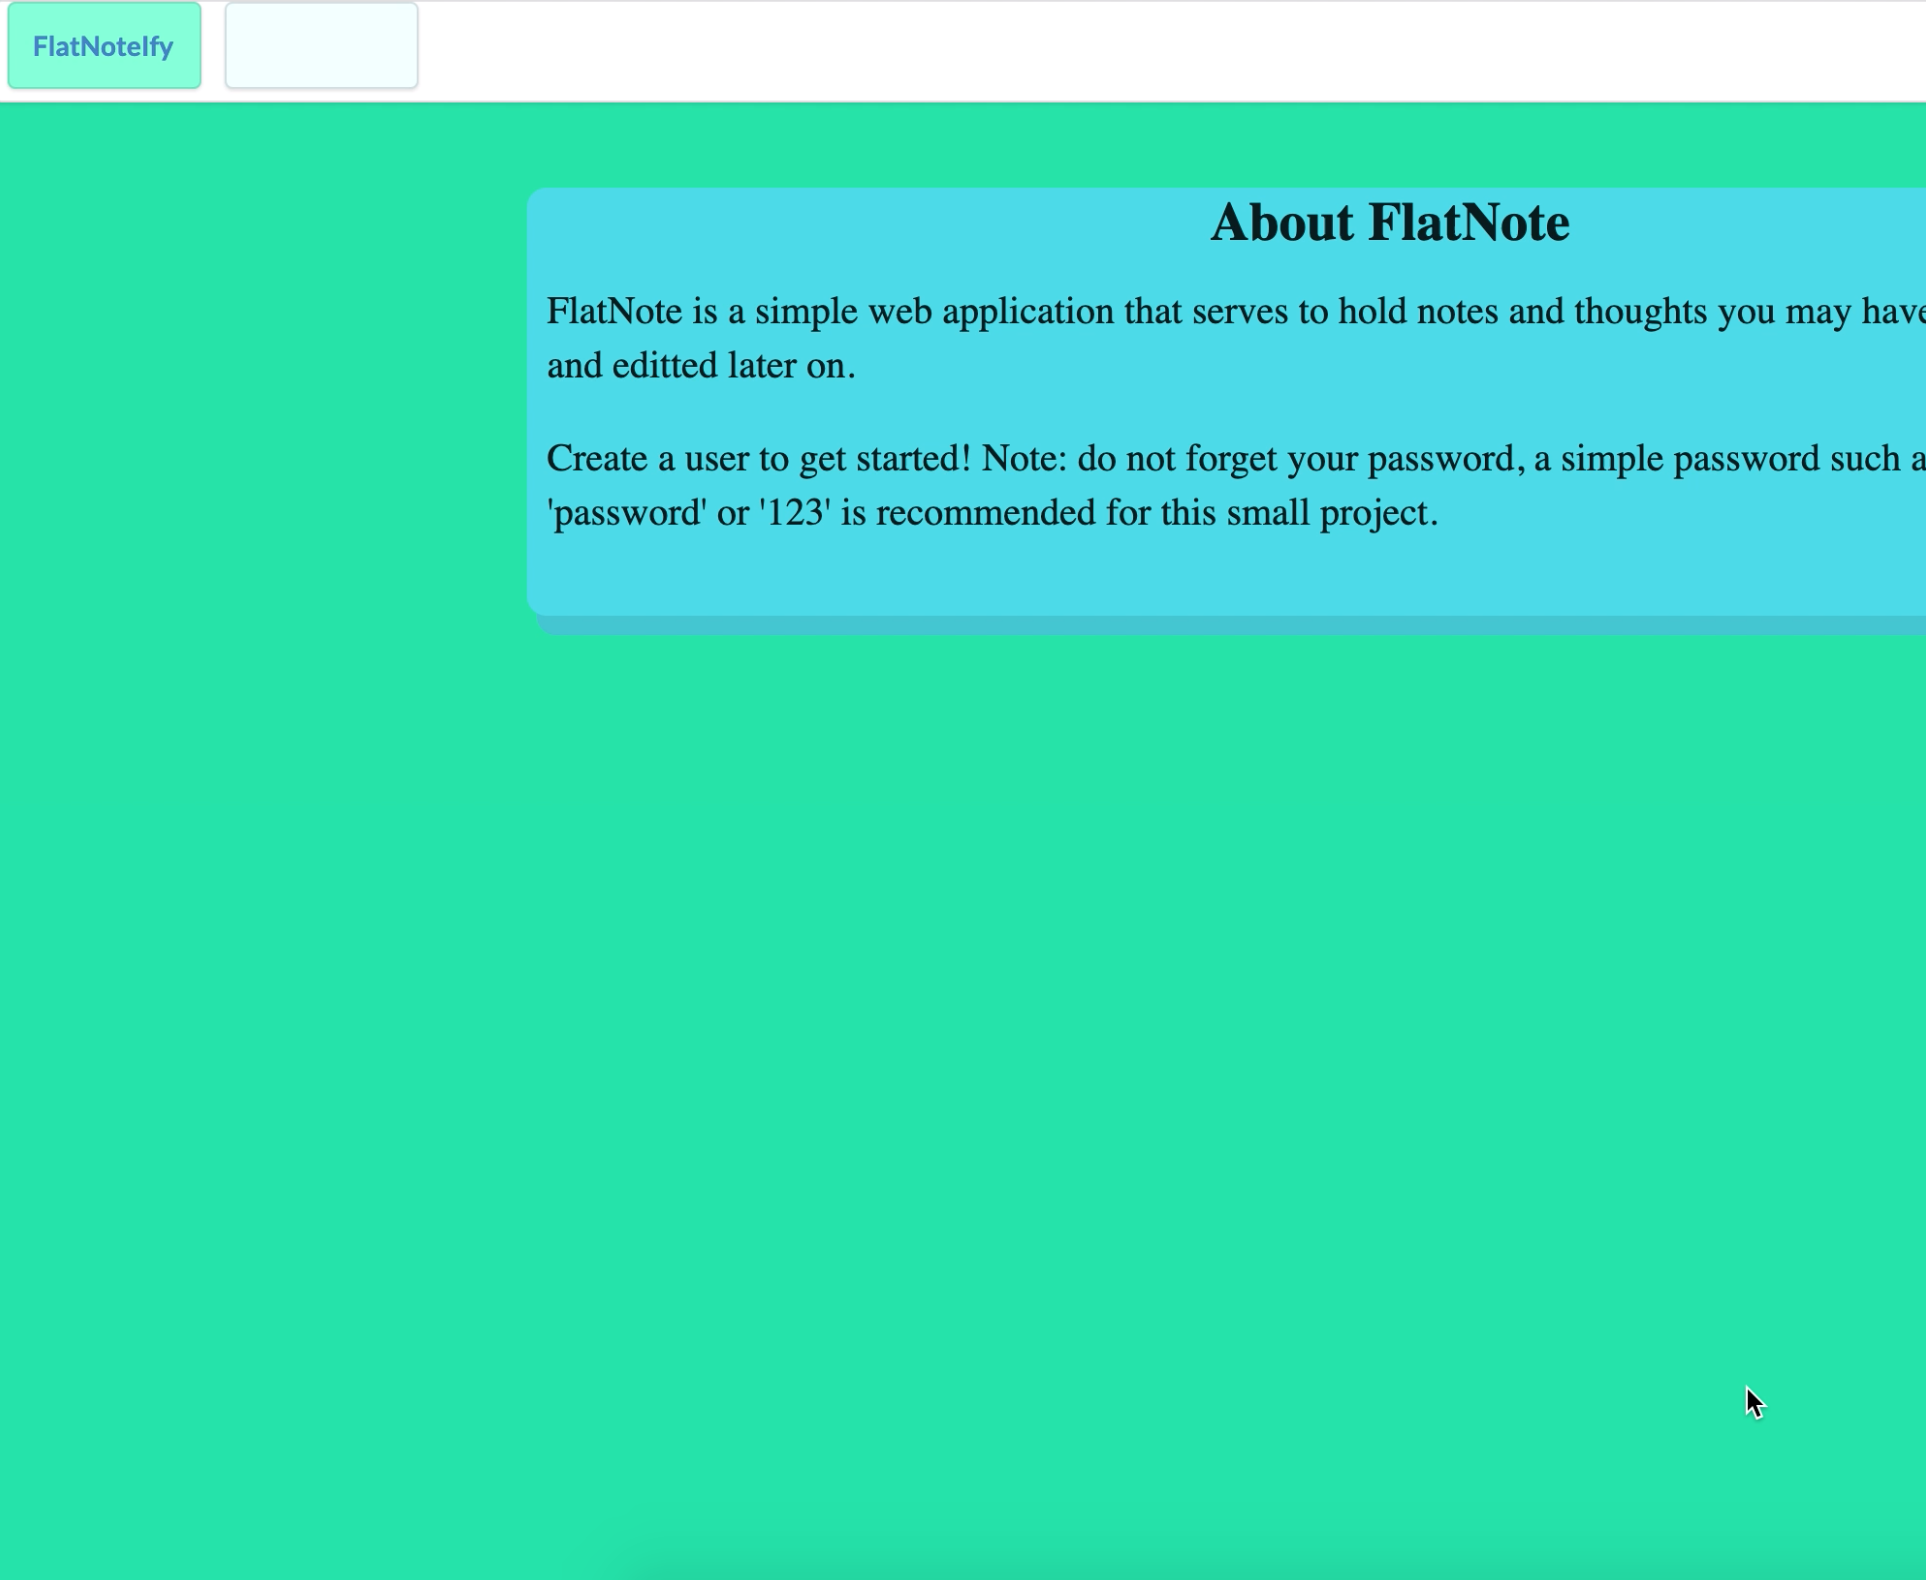 FlatNoteIfy
About FlatNote
FlatNote is a simple web application that serves to hold notes and thoughts you may have
and editted later on.
Create a user to get started! Note: do not forget your password, a simple password such a
'password' or '123' is recommended for this small project.